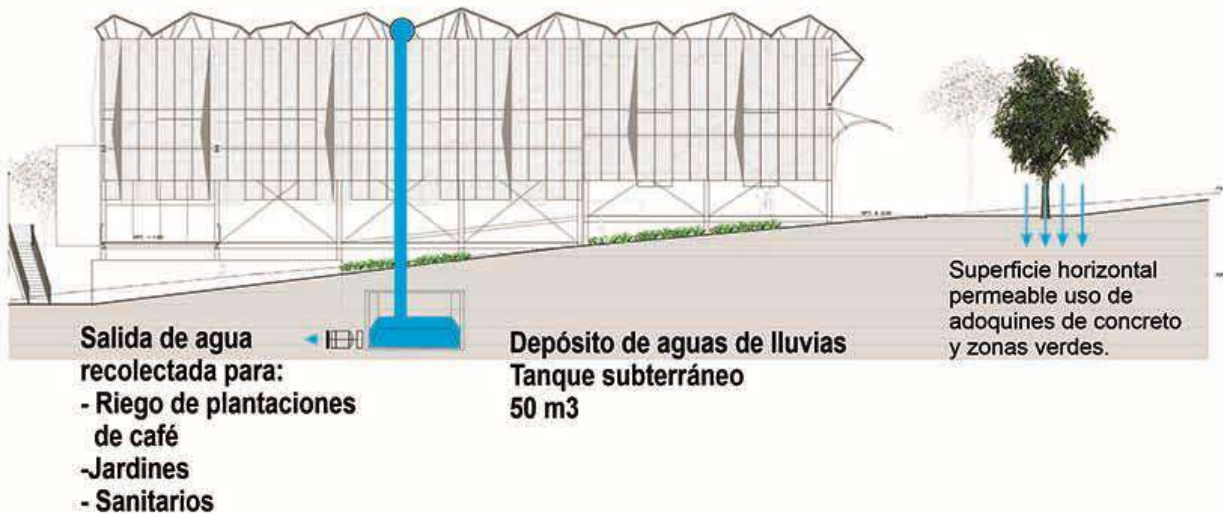 Salida de agua
recolectada para:
- Riego de plantaciones
de café
-Jardines
- Sanitarios
Depósito de aguas de lluvias
Tanque subterráneo
50 m3
Superficie horizontal
permeable uso de
adoquines de concreto
y zonas verdes.